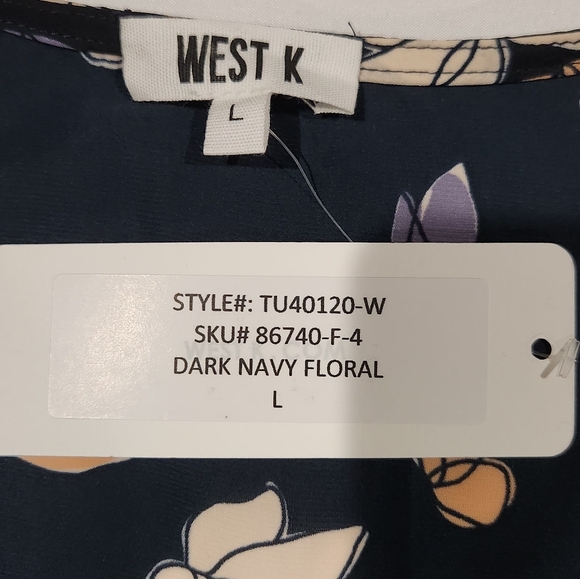 WEST K
L
STYLE#: TU40120-W
SKU# 86740-F-4
DARK NAVY FLORAL
L